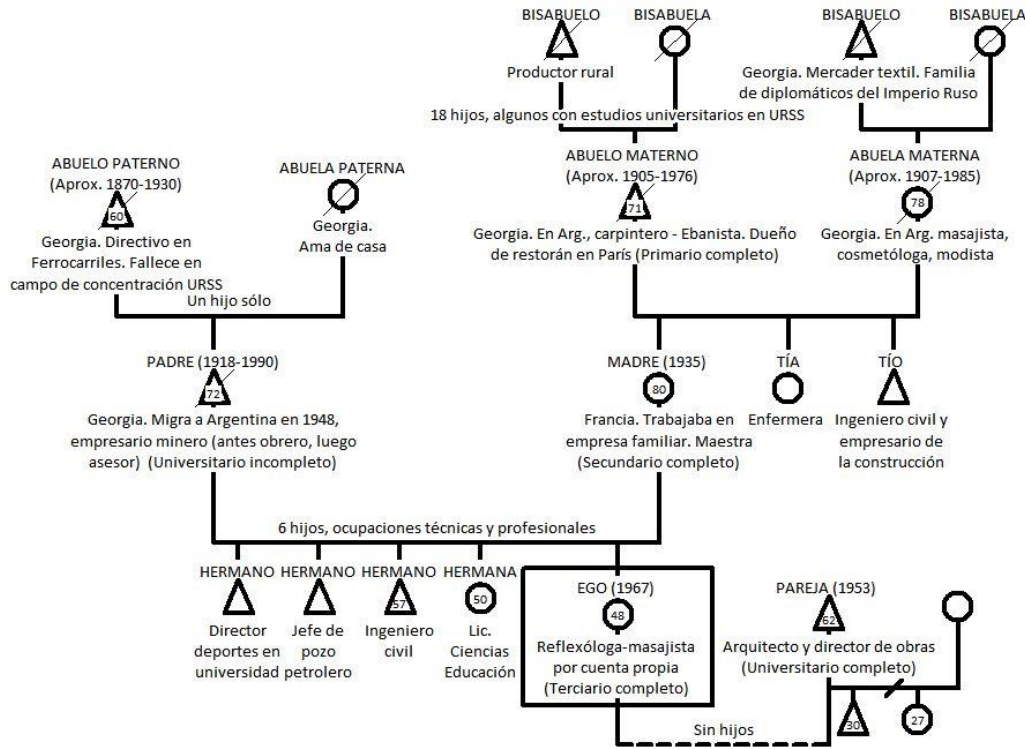 BISABUELO
BISABUELA
BISABUELO
BISABUELA
Productor rural
Georgia. Mercader textil. Familia
de diplomáticos del Imperio Ruso
18 hijos, algunos con estudios universitarios en URSS
ABUELO PATERNO
(Aprox. 1870-1930)
60
Georgia. Directivo en
Ferrocarriles. Fallece en
campo de concentración URSS
ABUELA PATERNA
Georgia.
Ama de casa
ABUELO MATERNO
(Aprox. 1905-1976)
71
Georgia. En Arg., carpintero - Ebanista. Dueño
de restorán en París (Primario completo)
ABUELA MATERNA
(Aprox. 1907-1985)
78
Georgia. En Arg. masajista,
cosmetóloga, modista
Un hijo sólo
PADRE (1918-1990)
72
Georgia. Migra a Argentina en 1948,
empresario minero (antes obrero, luego
asesor) (Universitario incompleto)
MADRE (1935)
80
Francia. Trabajaba en
empresa familiar. Maestra
(Secundario completo)
TÍA
Enfermera
TÍO
Ingeniero civil y
empresario de
la construcción
6 hijos, ocupaciones técnicas y profesionales
HERMANO
Director
deportes en
universidad
HERMANO
Jefe de
pozo
petrolero
HERMANO
57
Ingeniero
civil
HERMANA
50
Lic.
Ciencias
Educación
EGO (1967)
48
Reflexóloga-masajista
por cuenta propia
(Terciario completo)
PAREJA (1953)
62
Arquitecto y director de obras
(Universitario completo)
30
27
Sin hijos